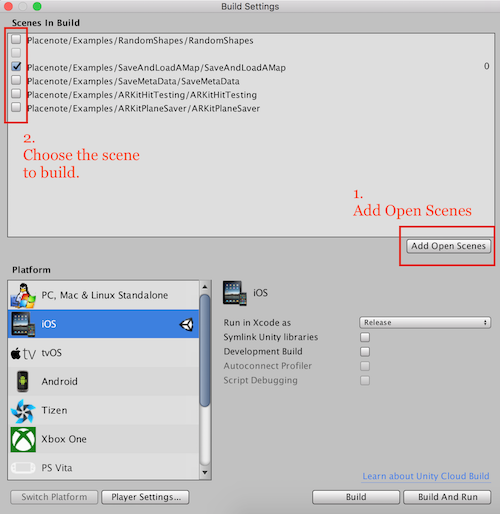 Build Settings
Scenes In Build
Placenote/Examples/RandomShapes/RandomShapes
Placenote/Examples/SaveAndLoadAMap/SaveAndLoadAMap 0
Placenote/Examples/SaveMetaData/SaveMetaData
Placenote/Examples/ARKitHitTesting/ARKitHitTesting
Placenote/Examples/ARKitPlaneSaver/ARKitPlaneSaver
2.
Choose the scene
to build.
1.
Add Open Scenes
Add Open Scenes
Platform
PC, Mac & Linux Standalone
iOS
tv tvOS
Android
Tizen
Xbox One
PS Vita
iOS
Run in Xcode as Release
Symlink Unity libraries
Development Build
Autoconnect Profiler
Script Debugging
Learn about Unity Cloud Build
Switch Platform Player Settings... Build Build And Run